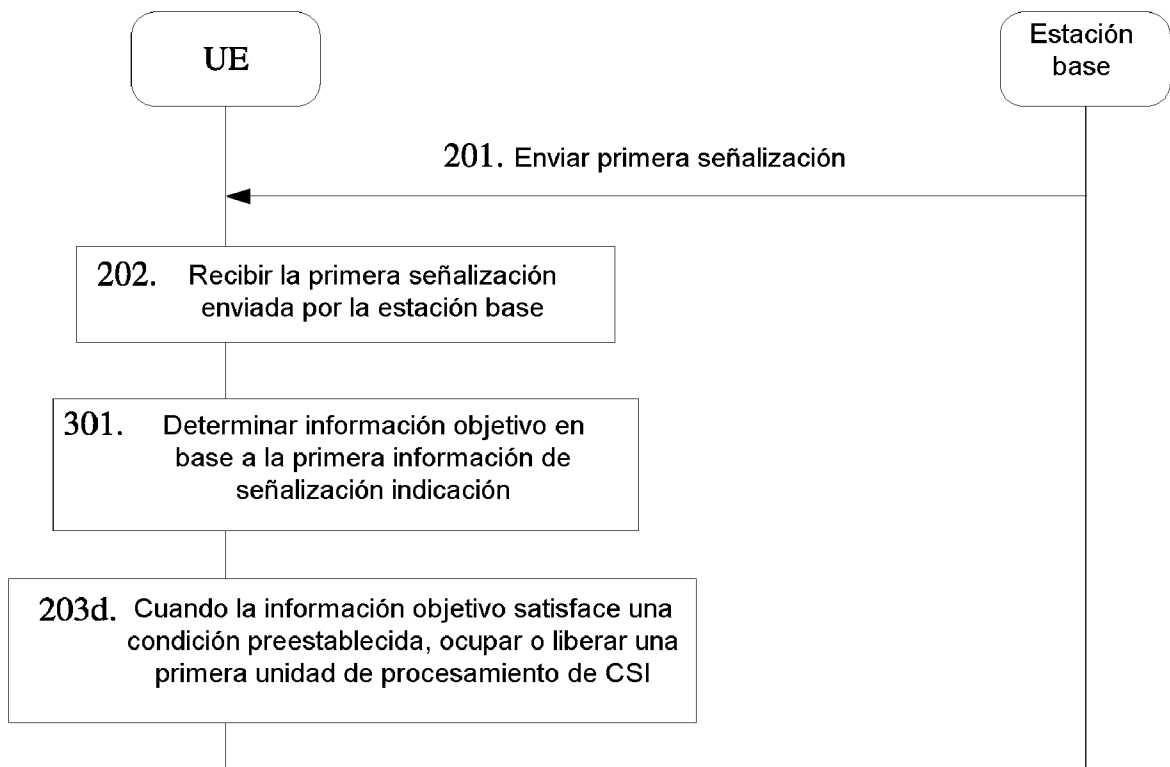 UE
Estación
base
201. Enviar primera señalización
202. Recibir la primera señalización
enviada por la estación base
301. Determinar información objetivo en
base a la primera información de
señalización indicación
203d. Cuando la información objetivo satisface una
condición preestablecida, ocupar o liberar una
primera unidad de procesamiento de CSI